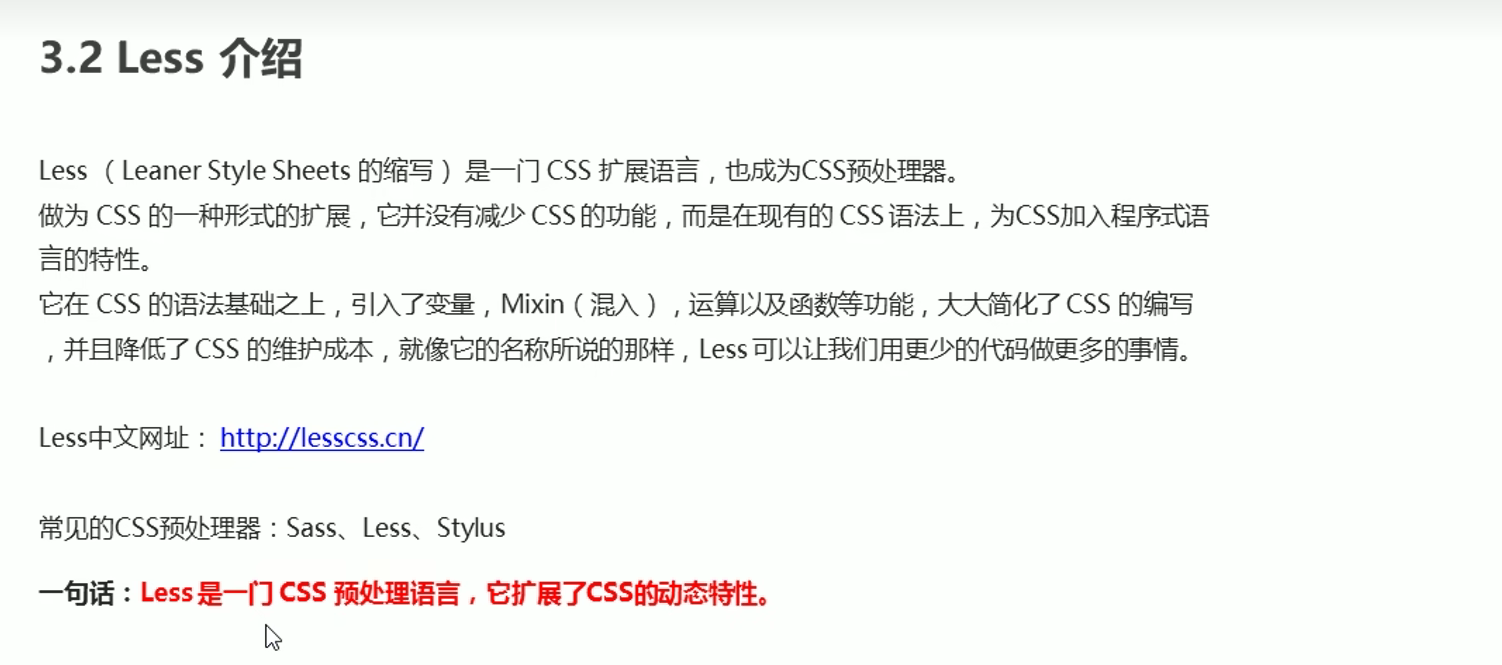 3.2 Less 介绍
Less （ Leaner Style Sheets 的缩写 ） 是一门 CSS 扩展语言，也成为CSS预处理器。
做为 CSS 的一种形式的扩展，它并没有减少 CSS 的功能，而是在现有的 CSS 语法上，为CSS加入程序式语
言的特性。
它在 CSS 的语法基础之上，引入了变量，Mixin（混入），运算以及函数等功能，大大简化了 CSS 的编写
，并且降低了 CSS 的维护成本，就像它的名称所说的那样，Less 可以让我们用更少的代码做更多的事情。
Less中文网址： http://lesscss.cn/
常见的CSS预处理器：Sass、Less、Stylus
一句话：Less 是一门 CSS 预处理语言，它扩展了CSS的动态特性。